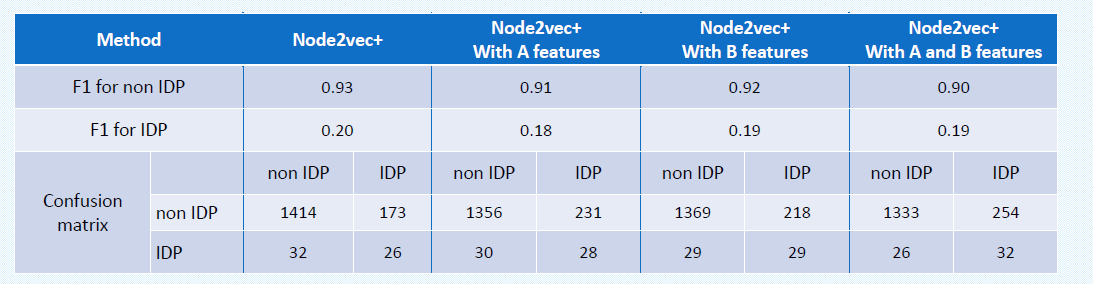 Method Node2vec+ Node2vec+ With A features Node2vec+ With B features Node2vec+ With A and B features
F1 for non IDP 0.93 0.91 0.92 0.90
F1 for IDP 0.20 0.18 0.19 0.19
Confusion matrix non IDP IDP non IDP IDP non IDP IDP non IDP IDP
non IDP 1414 173 1356 231 1369 218 1333 254
IDP 32 26 30 28 29 29 26 32